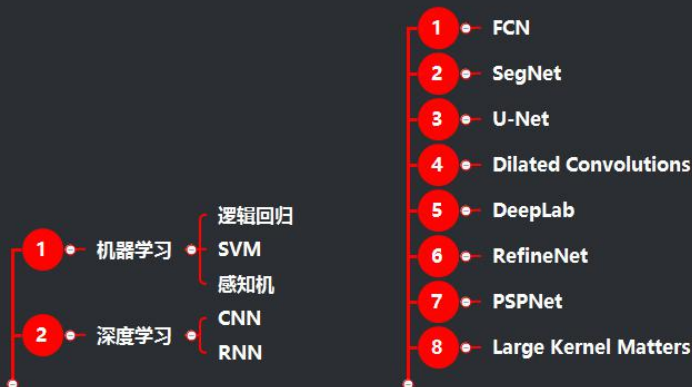 1 机器学习
逻辑回归
SVM
感知机
2 深度学习
CNN
RNN
1 FCN
2 SegNet
3 U-Net
4 Dilated Convolutions
5 DeepLab
6 RefineNet
7 PSPNet
8 Large Kernel Matters